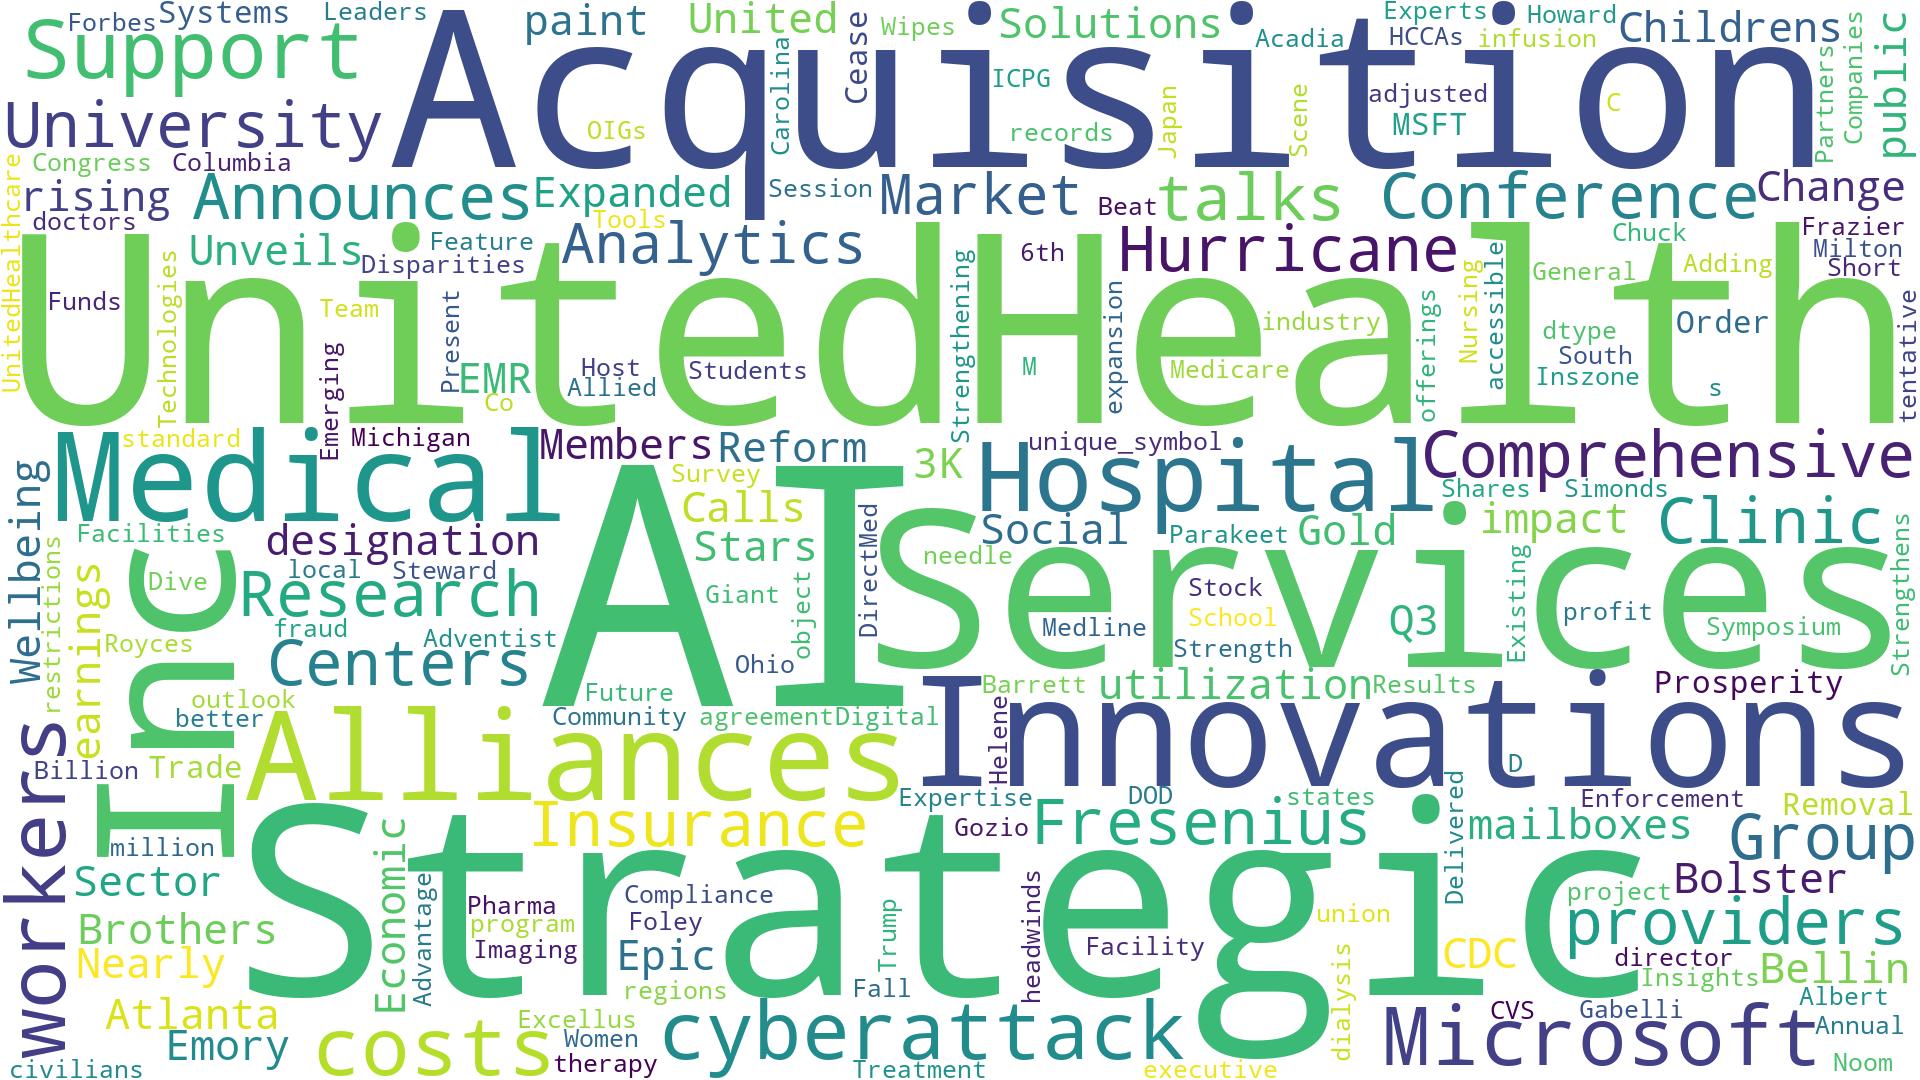 Forbes
Systems
Leaders
paint
United
Wipes
Solutions
Experts
Howard
Childrens
public
Support
Acquisition
Carolina
Cease
ICPG
Acadia
HCCAs
infusion
Partners
Companies
University
OIGs
records
Japan
Scene
adjusted
MSFT
C
UnitedHealthcare
Congress
Columbia
rising
Announces
Expanded
Session
Market
Beat
talks
Conference
Change
doctors
Tools
Unveils
Feature
Disparities
Analytics
Strengthening
6th
Hurricane
accessible
Chuck
Frazier
Milton
General
Adding
Short
UnitedHealth
Funds
Technologies
Team
Present
expansion
industry
offerings
Nursing
dtype
Order
tentative
Emerging
EMR
Host
Allied
Students
M
Medicare
South
Inszone
s
Co
standard
Michigan
Members
Reform
unique_symbol
Comprehensive
Medical
Survey
3K
Hospital
Shares
Simonds
Wellbeing
Calls
AI
DirectMed
Social
Parakeet
Gold
impact
Clinic
Facilities
designation
Stars
needle
Services
Strengthens
restrictions
earnings
Dive
local
Steward
Research
Giant
object
Stock
School
Q3
Existing
profit
Inc
Royces
fraud
Adventist
Medline
Strength
Symposium
Centers
Ohio
outlook
better
Future
Community
agreement
Digital
Barrett
utilization
Results
Prosperity
workers
Billion
Trade
Alliances
Innovations
Helene
D
Insurance
Expertise
DOD
states
Delivered
Enforcement
Removal
million
Gozio
Fresenius
mailboxes
Group
Sector
Economic
Strategic
Advantage
Pharma
program
Imaging
Compliance
Foley
Trump
headwinds
union
project
Bolster
Brothers
Epic
Facility
CDC
providers
Nearly
regions
Fall
dialysis
director
Insights
Bellin
Atlanta
Emory
costs
Excellus
Women
therapy
cyberattack
Microsoft
CVS
Gabelli
Albert
Annual
civilians
Treatment
executive
Noom